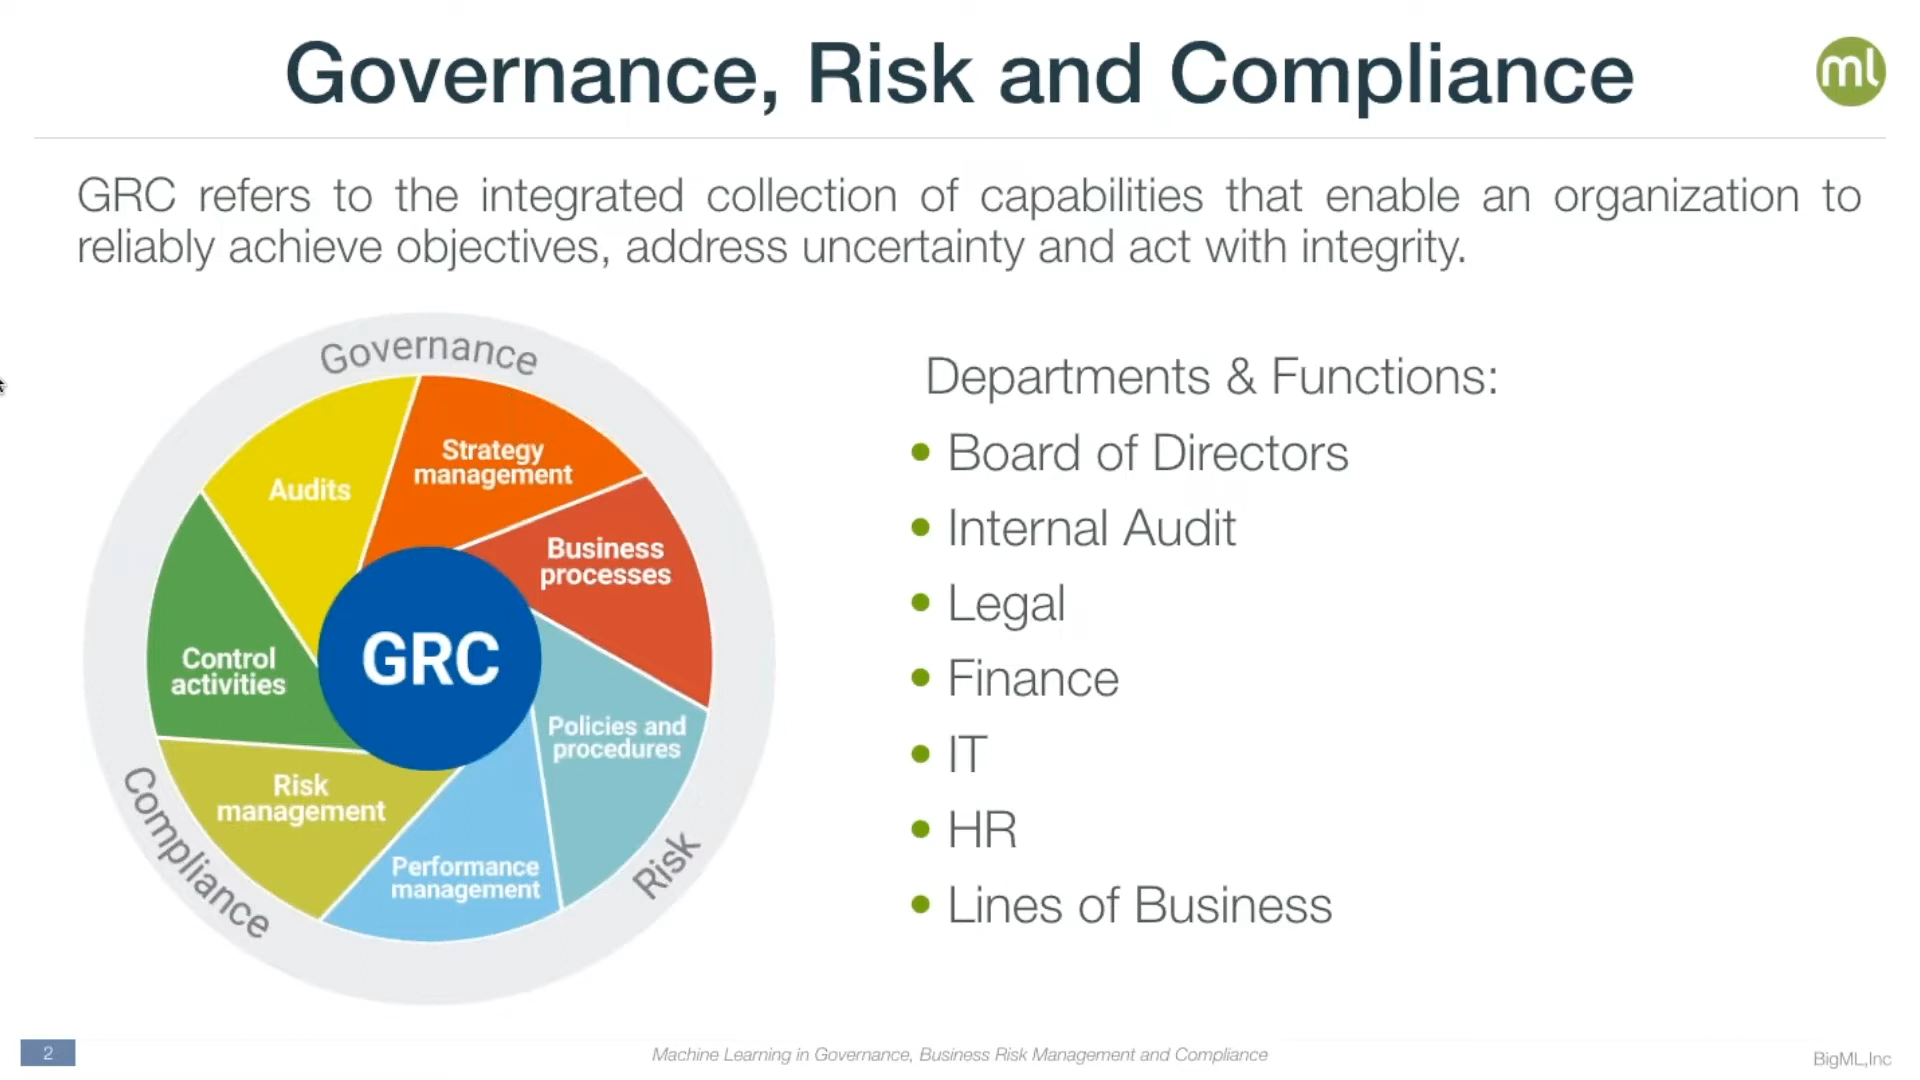 Governance, Risk and Compliance
ml
GRC refers to the integrated collection of capabilities that enable an organization to
reliably achieve objectives, address uncertainty and act with integrity.
Governance
Audits
Strategy
management
Business
processes
GRC
Control
activities
Policies and
procedures
Risk
management
Performance
management
Compliance
Risk
Departments & Functions:
• Board of Directors
• Internal Audit
• Legal
• Finance
• IT
• HR
• Lines of Business
2
Machine Learning in Governance, Business Risk Management and Compliance
BigML,Inc